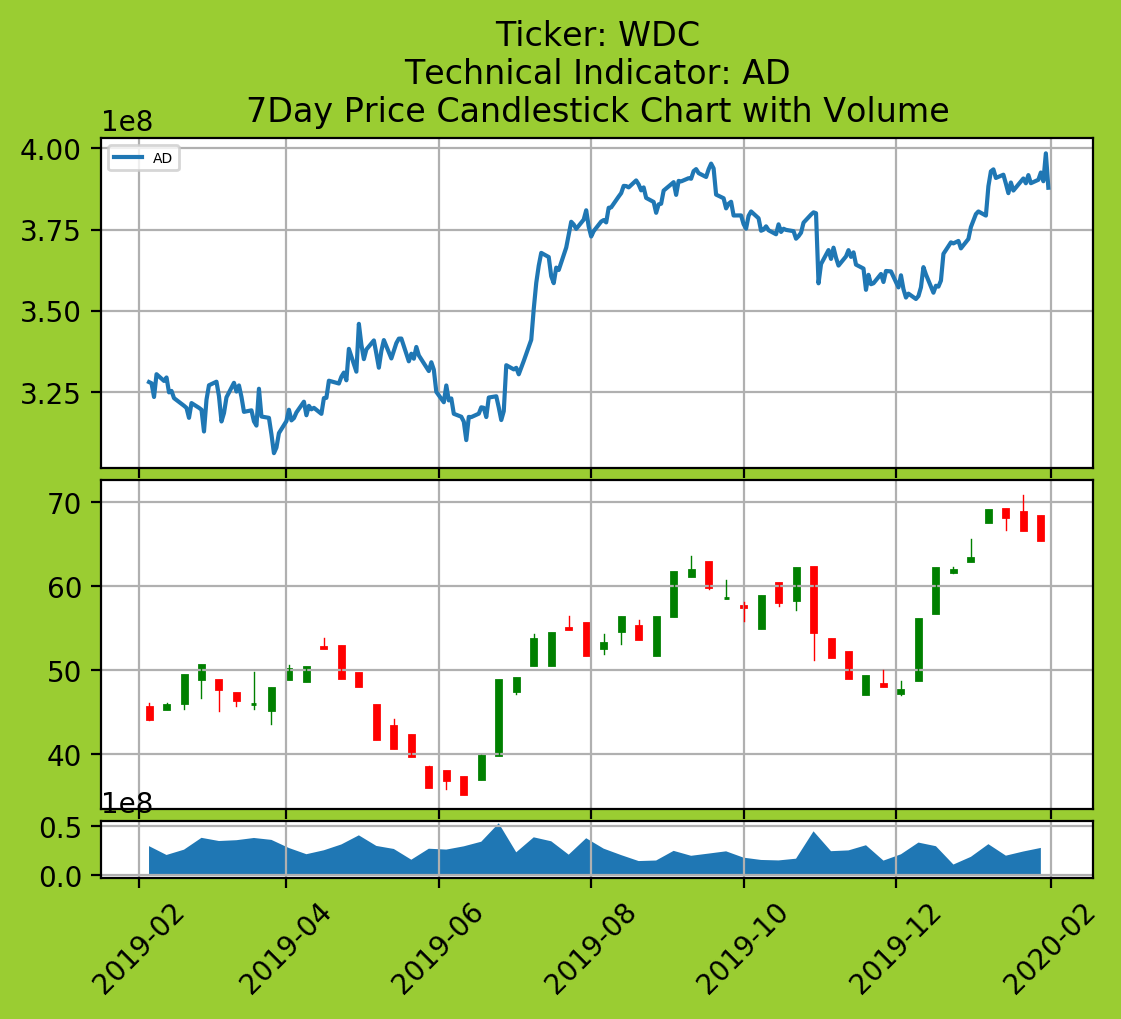 Ticker: WDC
Technical Indicator: AD
7Day Price Candlestick Chart with Volume
1e8
AD
4.00
3.75
3.50
3.25
70
60
50
40
1e8
0.5
0.0
2019-02
2019-04
2019-06
2019-08
2019-10
2019-12
2020-02